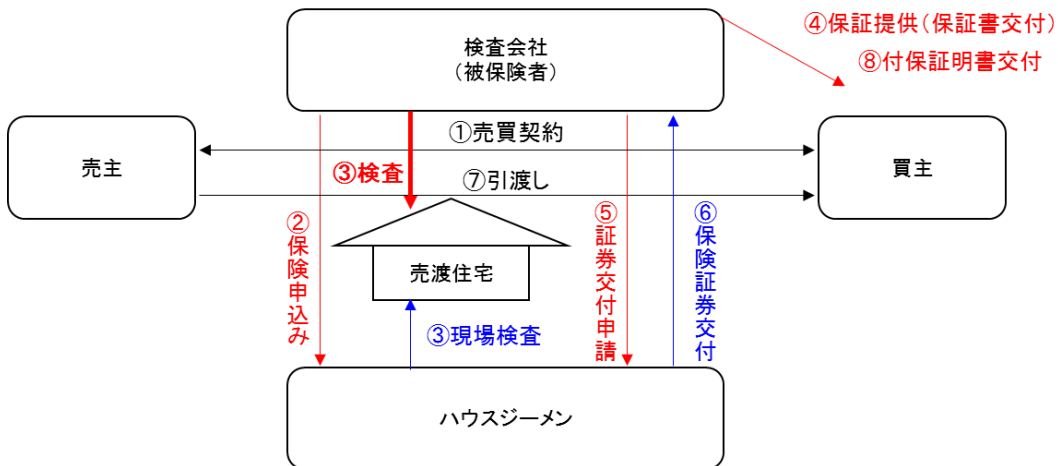 検査会社
（被保険者）
④保証提供（保証書交付）
⑧付保証明書交付
売主
①売買契約
買主
③検査
⑦引渡し
②保険申込み
売渡住宅
⑤証券交付申請
⑥保険証券交付
③現場検査
ハウスジーメン